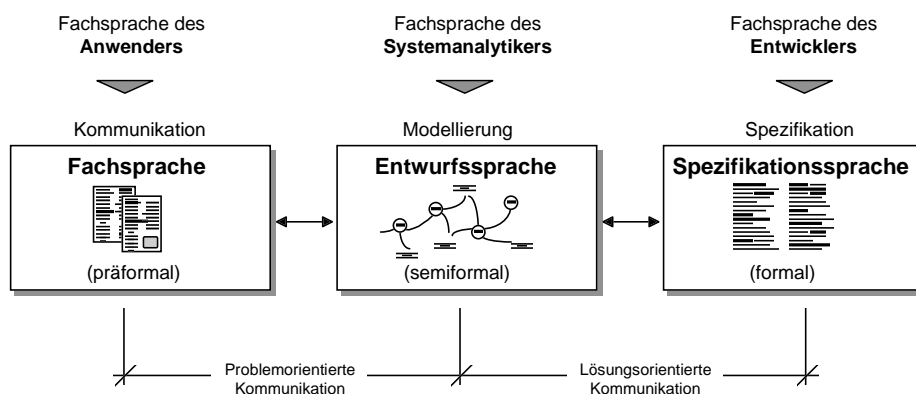 Fachsprache des
Anwenders
Fachsprache des
Systemanalytikers
Fachsprache des
Entwicklers
Kommunikation
Modellierung
Spezifikation
Fachsprache
(präformal)
Entwurfssprache
(semiformal)
Spezifikationssprache
(formal)
Problemorientierte
Kommunikation
Lösungsorientierte
Kommunikation